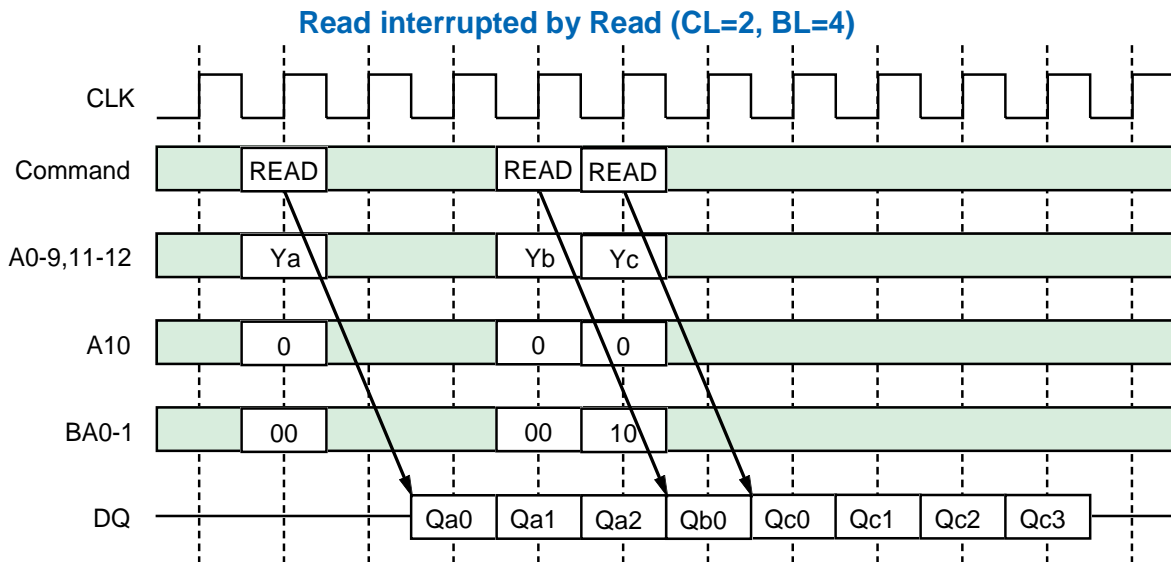 Read interrupted by Read (CL=2, BL=4)
CLK
Command READ READ READ
A0-9,11-12 Ya Yb Yc
A10 0 0 0
BA0-1 00 00 10
DQ Qa0 Qa1 Qa2 Qb0 Qc0 Qc1 Qc2 Qc3